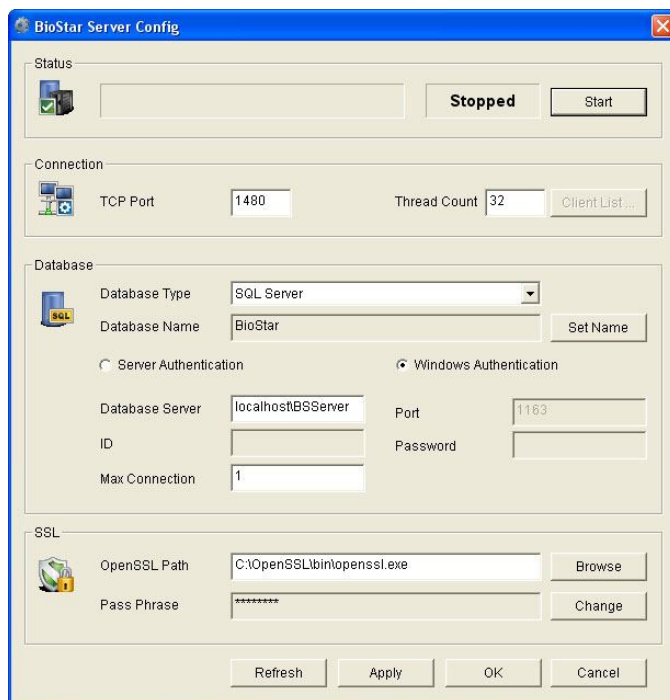 BioStar Server Config
Status
Stopped
Start
Connection
TCP Port 1480 Thread Count 32 Client List ...
Database
SQL
Database Type SQL Server
Database Name BioStar Set Name
Server Authentication Windows Authentication
Database Server localhost\BSServer Port 1163
ID Password
Max Connection 1
SSL
OpenSSL Path C:\OpenSSL\bin\openssl.exe Browse
Pass Phrase ******** Change
Refresh Apply OK Cancel